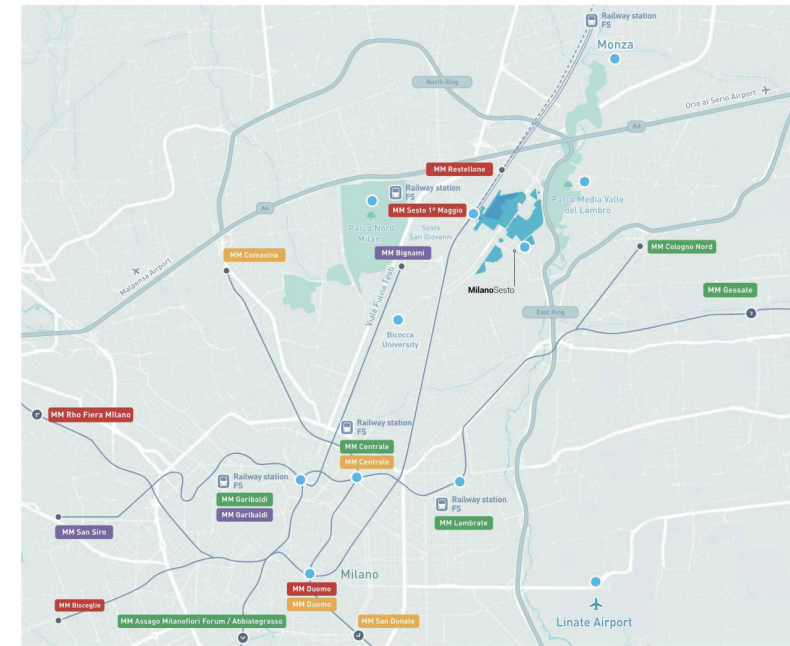 Railway station
FS
Monza
North Ring
Orio al Serio Airport
A4
MM Restellone
Railway station
FS
MM Sesto 1º Maggio
Parco Media Valle
del Lambro
A4
Parco Nord
Milano
Sesto
San Giovanni
MM Comasina
MM Bignami
MM Cologno Nord
Malpensa Airport
Viale Fulvio Testi
MilanoSesto
MM Gessate
East Ring
Bicocca
University
MM Rho Fiera MIlano
Railway station
FS
MM Centrale
MM Centrale
Railway station
FS
MM Garibaldi
MM Garibaldi
Railway station
FS
MM Lambrate
MM San Siro
Milano
MM Duomo
MM Duomo
MM Bisceglie
MM Assago Milanofiori Forum / Abbiategrasso
MM San Donato
Linate Airport